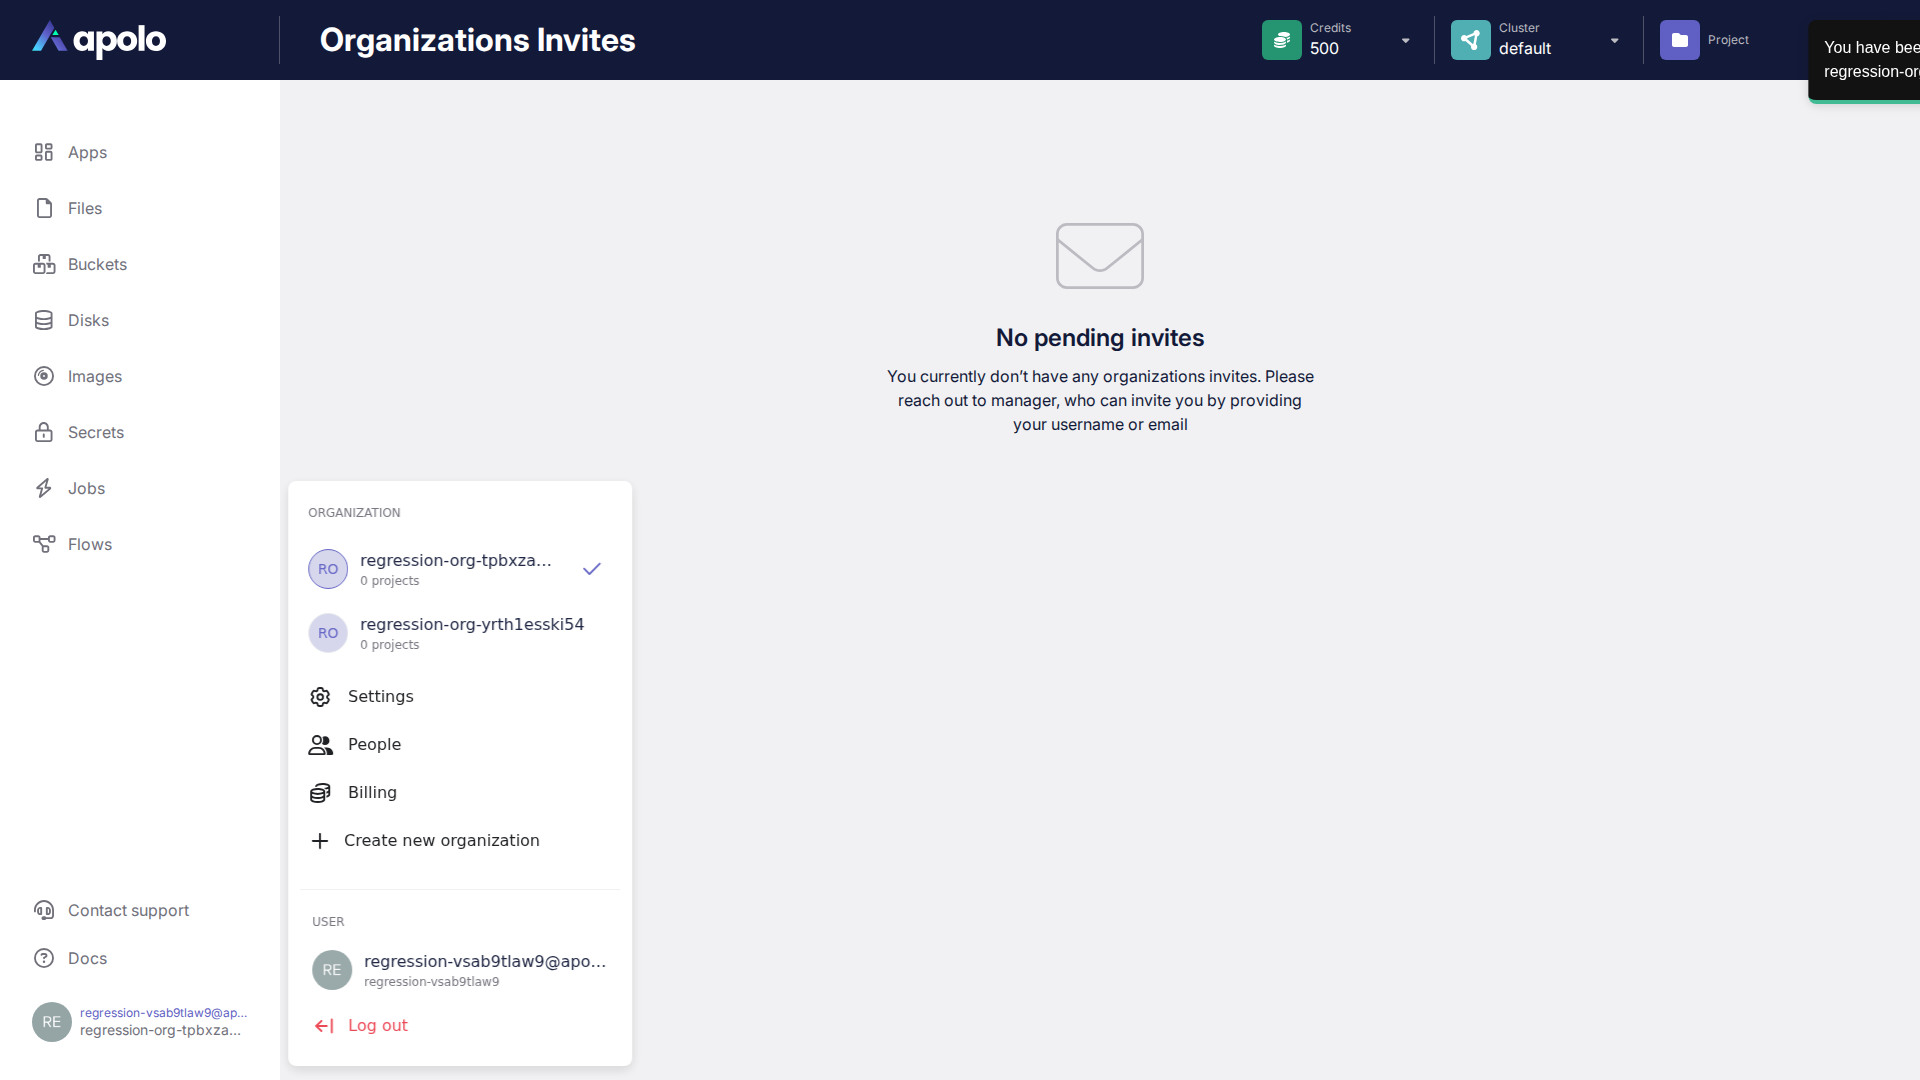 apolo
Organizations Invites
Credits
500
Cluster
default
Project
You have bee
regression-or
Apps
Files
Buckets
Disks
Images
Secrets
Jobs
Flows
No pending invites
You currently don’t have any organizations invites. Please
reach out to manager, who can invite you by providing
your username or email
ORGANIZATION
RO
regression-org-tpbxza...
0 projects
RO
regression-org-yrth1esski54
0 projects
Settings
People
Billing
Create new organization
USER
RE
regression-vsab9tlaw9@apo...
regression-vsab9tlaw9
Log out
Contact support
Docs
RE
regression-vsab9tlaw9@ap...
regression-org-tpbxza...